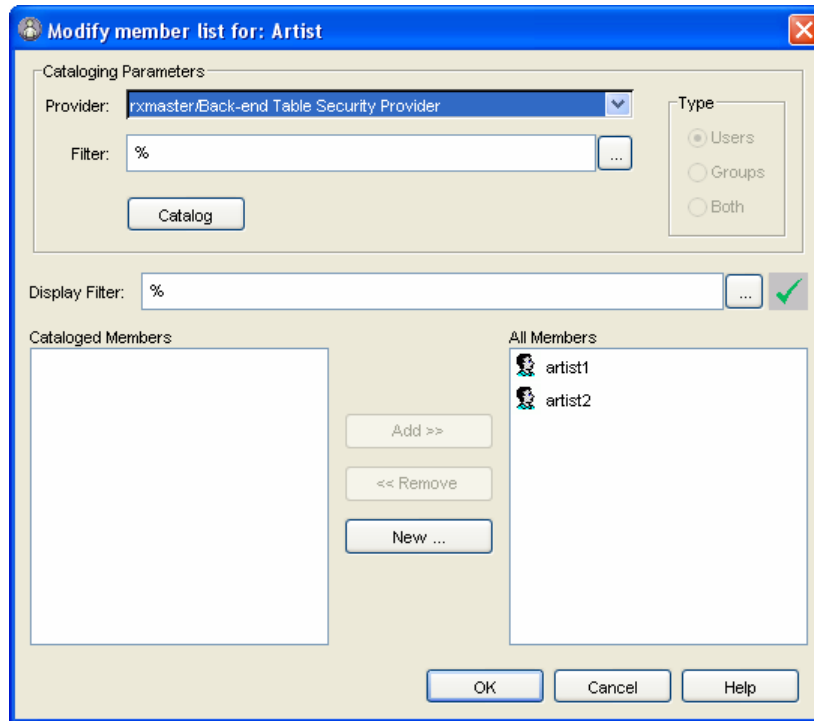 Modify member list for: Artist
Cataloging Parameters
Provider: rxmaster/Back-end Table Security Provider
Type
Users
Filter: % ...
Groups
Both
Catalog
Display Filter: % ...
Cataloged Members
All Members
artist1
artist2
Add >>
<< Remove
New ...
OK Cancel Help